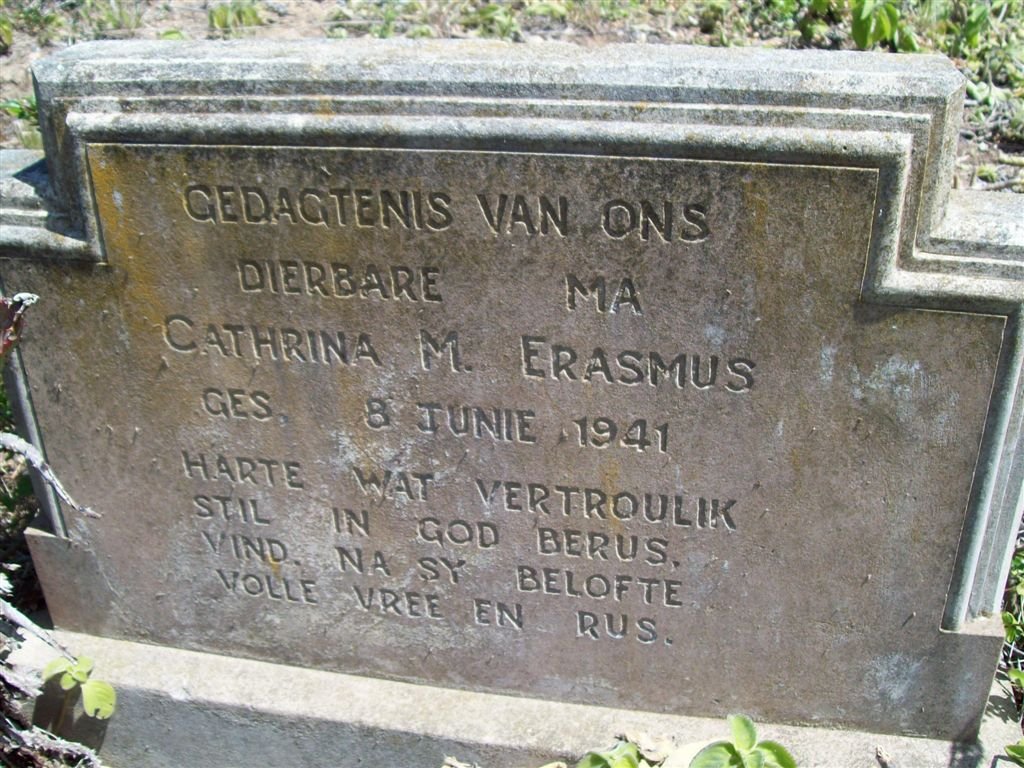 GEDAGTENIS VAN ONS
DIERBARE MA
CATHRINA M. ERASMUS
GES. 8 JUNIE 1941
HARTE WAT VERTROULIK
STIL IN GOD BERUS.
VIND. NA SY BELOFTE
VOLLE VREE EN RUS.